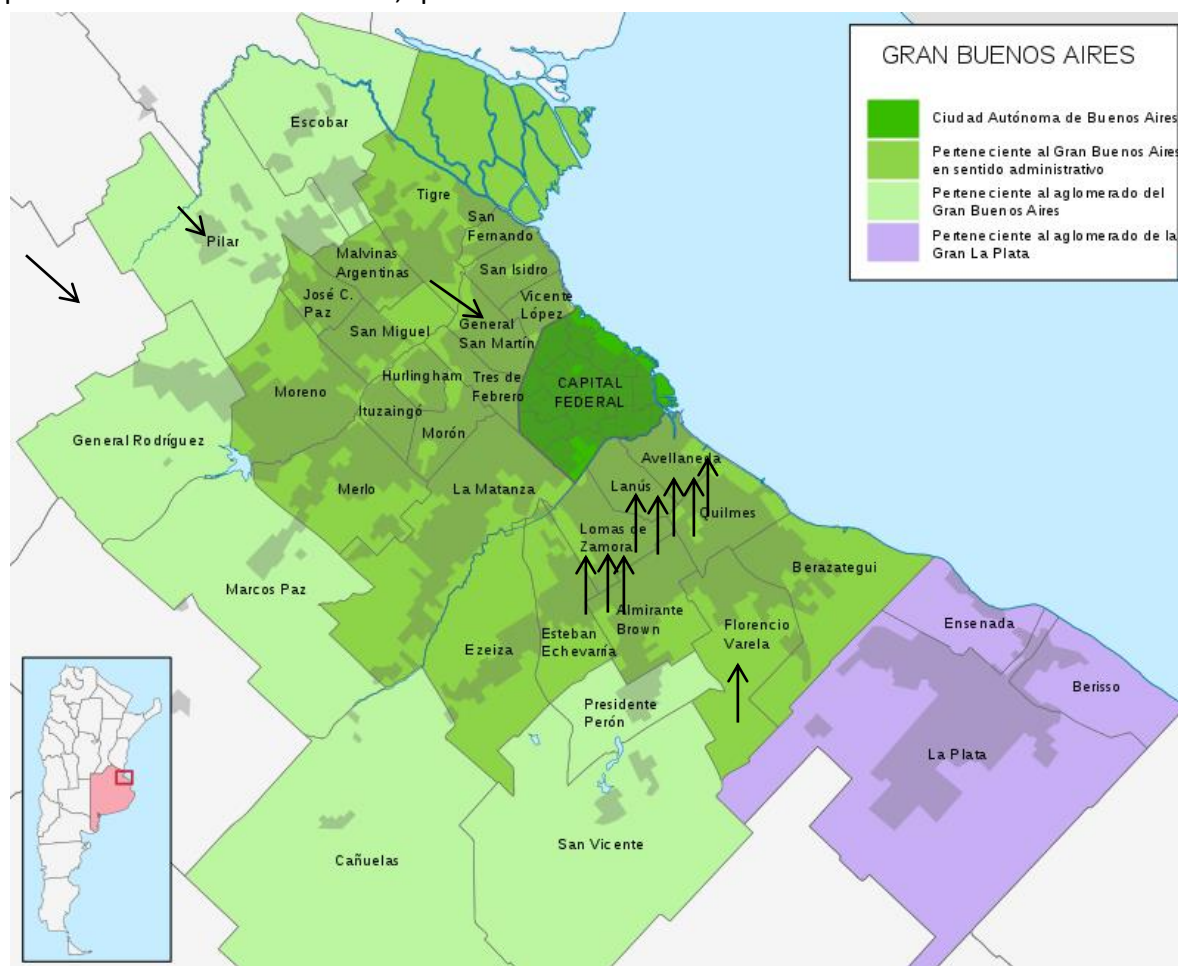 GRAN BUENOS AIRES
Ciudad Autónoma de Buenos Aires
Perteneciente al Gran Buenos Aires
en sentido administrativo
Perteneciente al aglomerado del
Gran Buenos Aires
Perteneciente al aglomerado de la
Gran La Plata
Escobar
Tigre
San
Fernando
Pilar
Malvinas
Argentinas
San Isidro
José C.
Paz
Vicente
López
San Miguel
General
San Martín
Hurlingham
Tres de
Febrero
CAPITAL
FEDERAL
Moreno
Ituzaingó
Morón
General Rodríguez
Avellaneda
Merlo
La Matanza
Lanús
Quilmes
Lomas de
Zamora
Berazategui
Marcos Paz
Almirante
Brown
Florencio
Varela
Ensenada
Ezeiza
Esteban
Echevarría
Berisso
Presidente
Perón
La Plata
San Vicente
Cañuelas